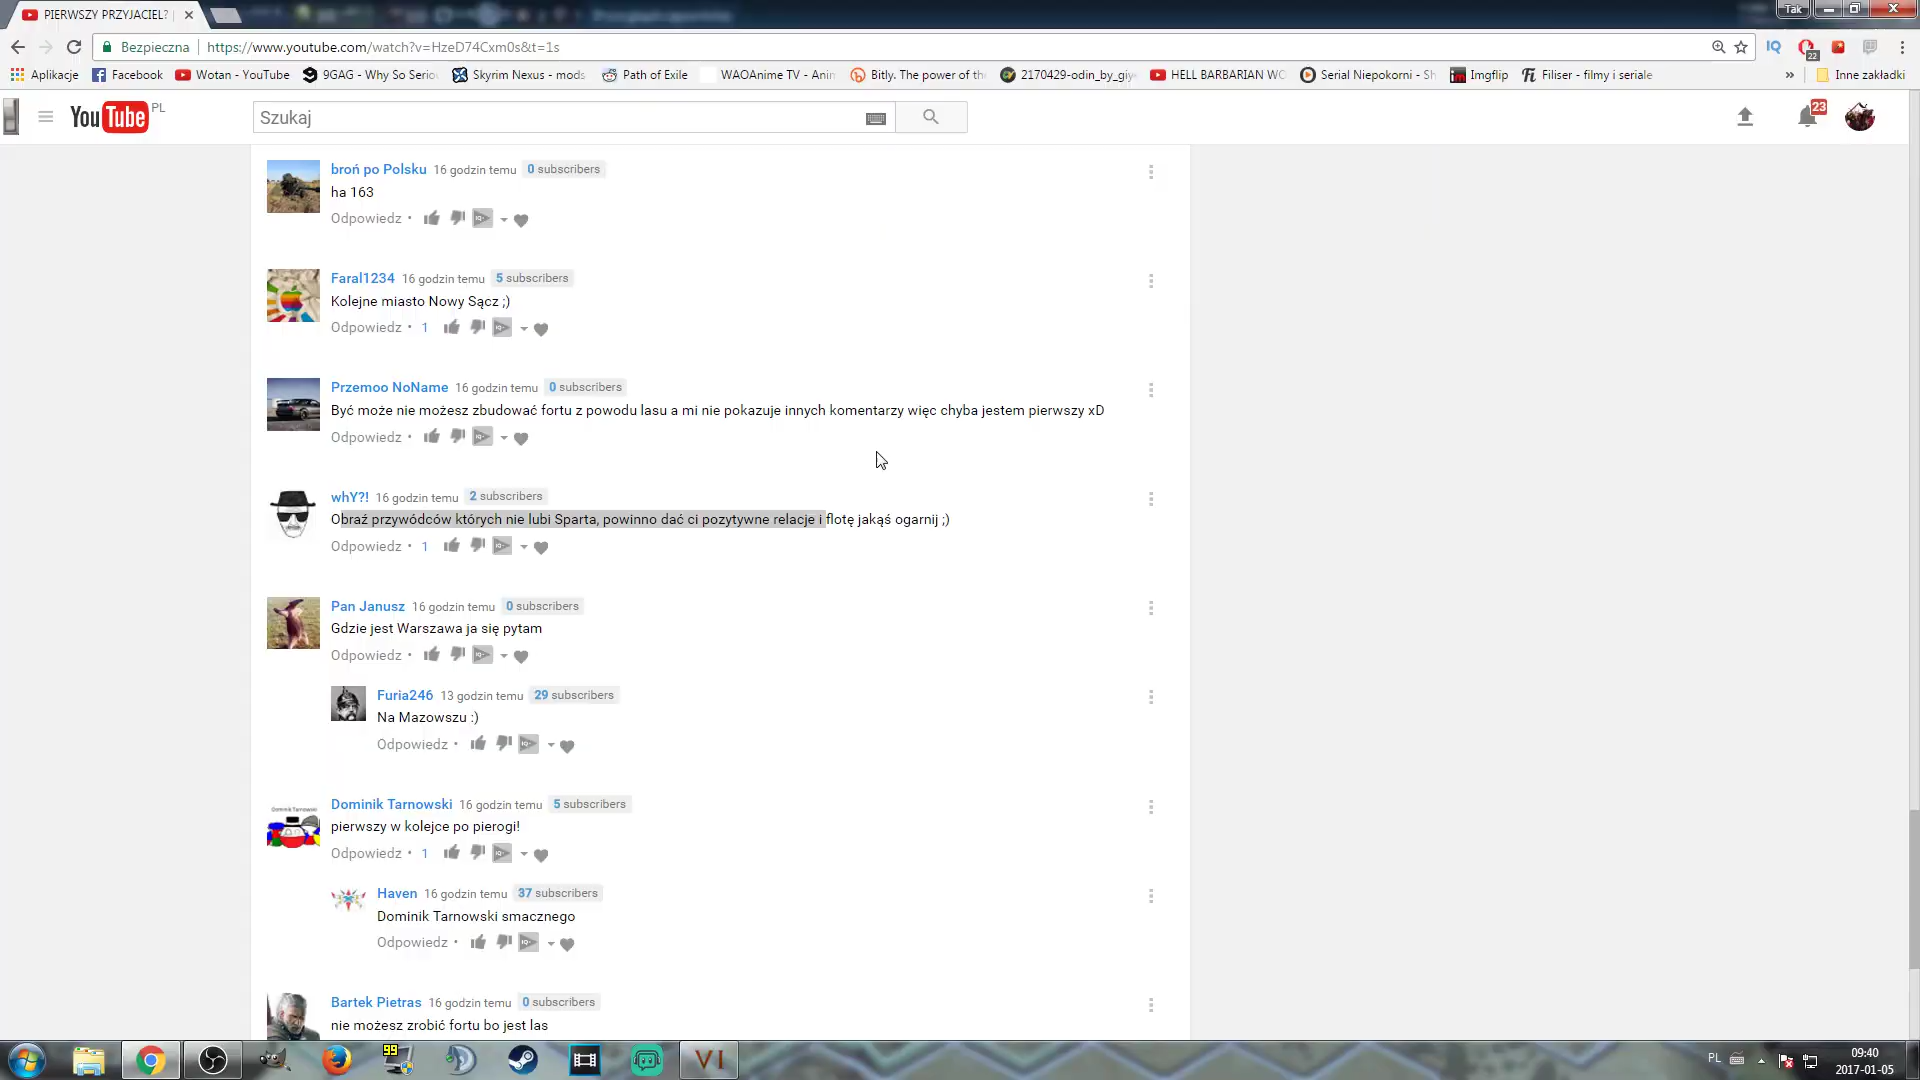 PIERWSZY PRZYJACIEL?
Tak
Bezpieczna
https://www.youtube.com/watch?v=HzeD74Cxm0s&t=1s
22
Aplikacje
Facebook
Wotan - YouTube
9GAG - Why So Serio
Skyrim Nexus - mods
Path of Exile
WAOAnime TV - Anim
Bitly. The power of th
2170429-odin_by_giy
HELL BARBARIAN WO
Serial Niepokorni - Sh
Imgflip
Filiser - filmy i seriale
»
Inne zakładki
YouTube PL
Szukaj
23
broń po Polsku 16 godzin temu 0 subscribers
ha 163
Odpowiedz •
Faral1234 16 godzin temu 5 subscribers
Kolejne miasto Nowy Sącz ;)
Odpowiedz • 1
Przemoo NoName 16 godzin temu 0 subscribers
Być może nie możesz zbudować fortu z powodu lasu a mi nie pokazuje innych komentarzy więc chyba jestem pierwszy xD
Odpowiedz •
whY?! 16 godzin temu 2 subscribers
Obraź przywódców których nie lubi Sparta, powinno dać ci pozytywne relacje i flotę jakąś ogarnij ;)
Odpowiedz • 1
Pan Janusz 16 godzin temu 0 subscribers
Gdzie jest Warszawa ja się pytam
Odpowiedz •
Furia246 13 godzin temu 29 subscribers
Na Mazowszu :)
Odpowiedz •
Dominik Tarnowski 16 godzin temu 5 subscribers
pierwszy w kolejce po pierogi!
Odpowiedz • 1
Haven 16 godzin temu 37 subscribers
Dominik Tarnowski smacznego
Odpowiedz •
Bartek Pietras 16 godzin temu 0 subscribers
nie możesz zrobić fortu bo jest las
99
VI
PL
09:40
2017-01-05